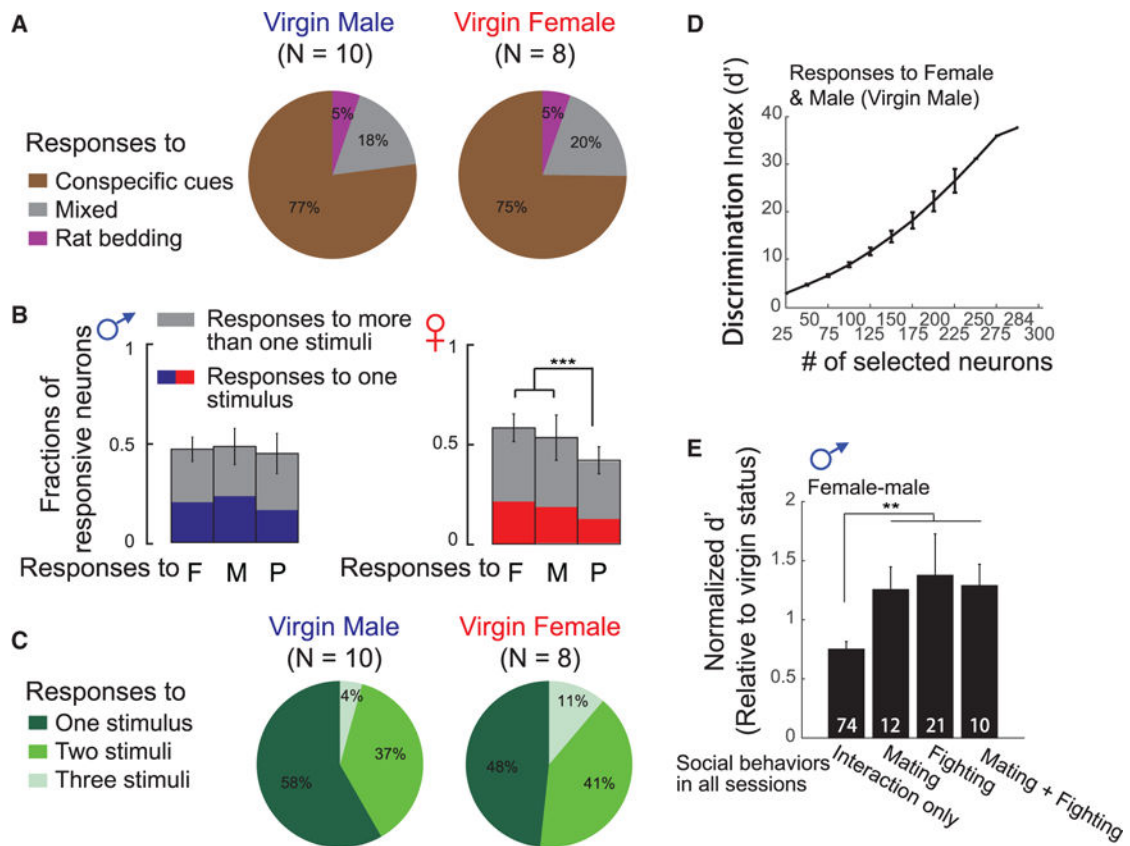 A
Virgin Male
(N = 10)
Virgin Female
(N = 8)
Responses to
Conspecific cues
Mixed
Rat bedding
5%
18%
77%
5%
20%
75%
B
Responses to more
than one stimuli
Responses to one
stimulus
Fractions of
responsive neurons
1
0.5
0
1
0.5
0
***
Responses to F M P
Responses to F M P
C
Virgin Male
(N = 10)
Virgin Female
(N = 8)
Responses to
One stimulus
Two stimuli
Three stimuli
4%
37%
58%
11%
41%
48%
D
Responses to Female
& Male (Virgin Male)
Discrimination Index (d')
40
30
20
10
0
25 50 75 100 125 150 175 200 225 250 275 284 300
# of selected neurons
E
Female-male
**
Normalized d'
(Relative to virgin status)
2
1.5
1
0.5
0
74 12 21 10
Social behaviors
in all sessions
Interaction only
Mating
Fighting
Mating + Fighting